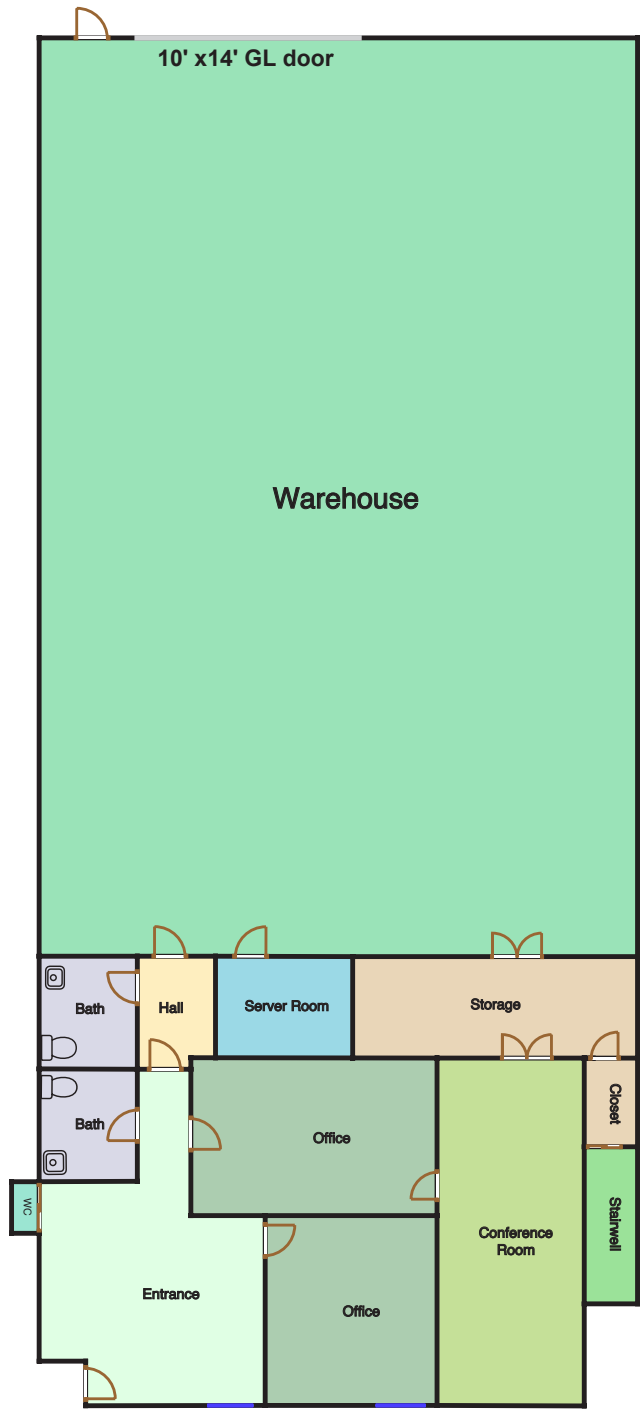 10' x14' GL door
Warehouse
Bath
Hall
Server Room
Storage
Bath
Office
Closet
WC
Conference
Room
Stairwell
Entrance
Office